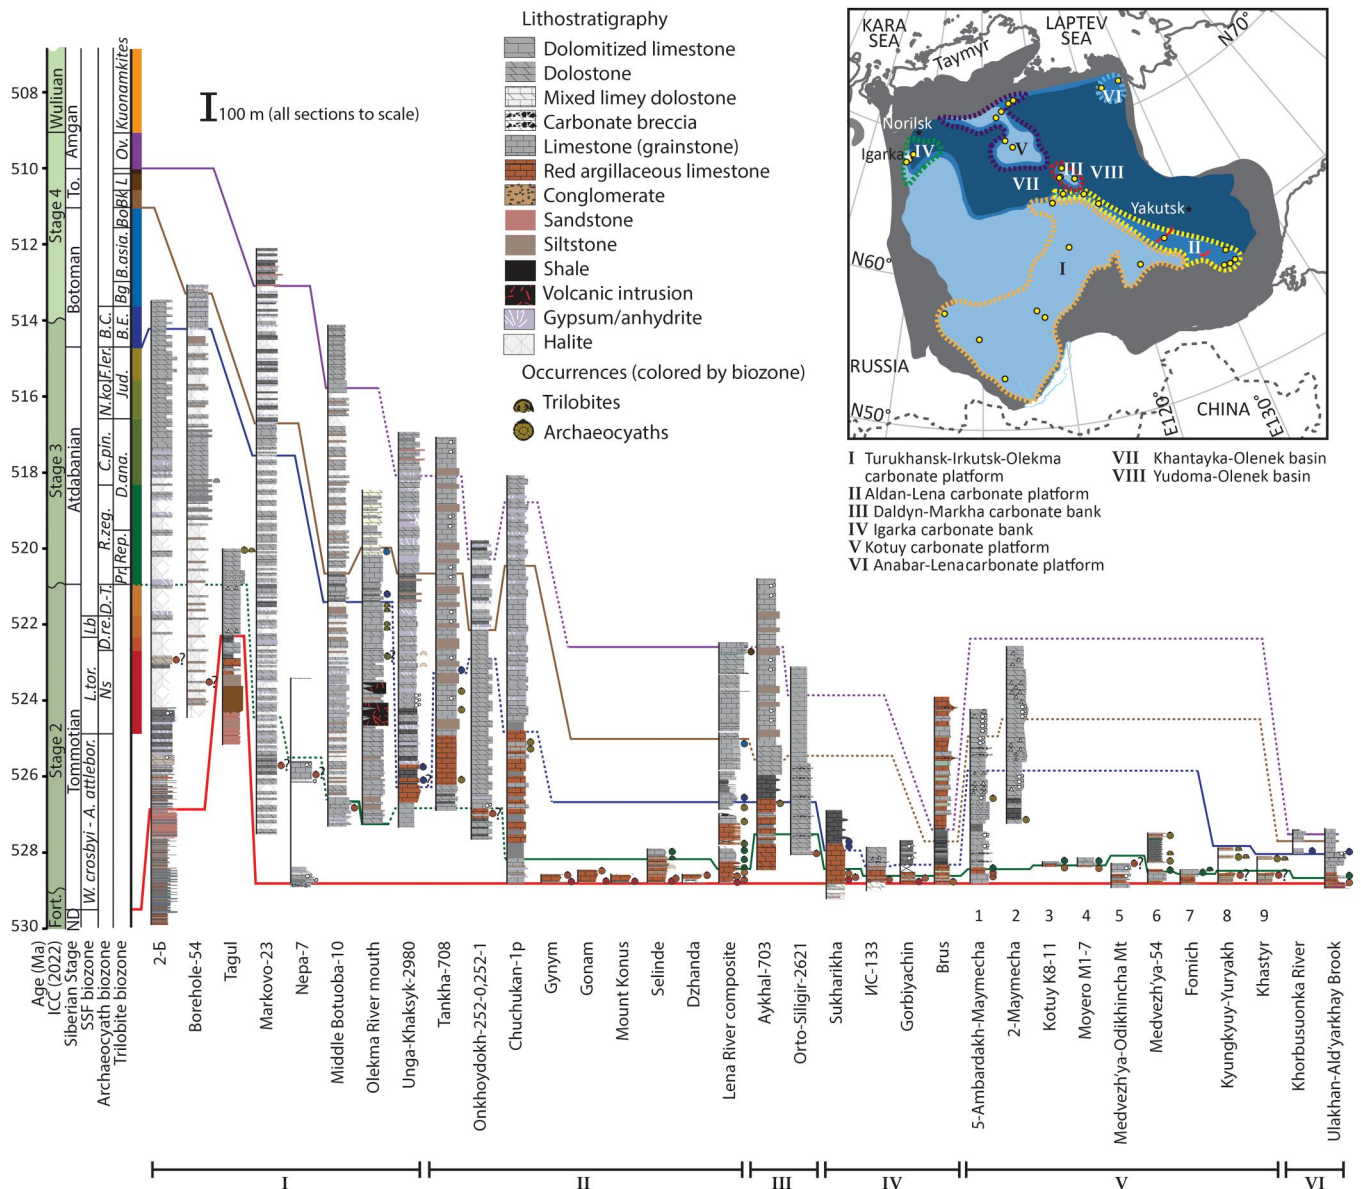 Lithostratigraphy
Dolomitized limestone
Dolostone
Mixed limey dolostone
Carbonate breccia
Limestone (grainstone)
Red argillaceous limestone
Conglomerate
Sandstone
Siltstone
Shale
Volcanic intrusion
Gypsum/anhydrite
Halite
Occurrences (colored by biozone)
Trilobites
Archaeocyaths
100 m (all sections to scale)
KARA
SEA
LAPTEV
SEA
N70°
Taymyr
Norilsk
Igarka
IV
V
VI
III
VII
VIII
Yakutsk
II
I
N60°
RUSSIA
N50°
E120°
CHINA
E130°
I Turukhansk-Irkutsk-Olekma
carbonate platform
II Aldan-Lena carbonate platform
III Daldyn-Markha carbonate bank
IV Igarka carbonate bank
V Kotuy carbonate platform
VI Anabar-Lena carbonate platform
VII Khantayka-Olenek basin
VIII Yudoma-Olenek basin
508
510
512
514
516
518
520
522
524
526
528
530
Wuliuan
Stage 4
Stage 3
Stage 2
Fort.
Amgan
To.
Botoman
Atdabanian
Tommotian
ND
L.tor.
W. crosbyi - A. attlebor.
Lb
B.C.
F.ler.
N.ko.
C.pin.
R.zeg.
D.re.
Ns
Kuonamkites
Ov.
L
Bk
Bo
B.asia.
Bg
B.E.
Jud.
D.ana.
Rep.
Pr.
D.-T.
? ? ? ? ? ? ? ? ? ?
1 2 3 4 5 6 7 8 9
Age (Ma)
ICC (2022)
Siberian Stage
SSF biozone
Archaeocyath biozone
Trilobite biozone
2-Б
Borehole-54
Tagul
Markovo-23
Nepa-7
Middle Botuoba-10
Olekma River mouth
Unga-Khaksyk-2980
Tankha-708
Onkhoydokh-252-0,252-1
Chuchukan-1p
Gynym
Gonam
Mount Konus
Selinde
Dzhanda
Lena River composite
Aykhal-703
Orto-Siligir-2621
Sukharikha
ИС-133
Gorbiyachin
Brus
5-Ambardakh-Maymecha
2-Maymecha
Kotuy K8-11
Moyero M1-7
Medvezh'ya-Odikhincha Mt
Medvezh'ya-54
Fomich
Kyungkyuy-Yuryakh
Khastyr
Khorbusuonka River
Ulakhan-Ald'yarkhay Brook
I II III IV V VI